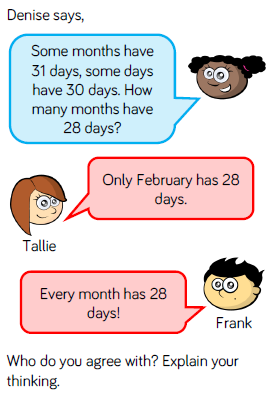 Denise says,
Some months have
31 days, some days
have 30 days. How
many months have
28 days?
Only February has 28
days.
Tallie
Every month has 28
days!
Frank
Who do you agree with? Explain your
thinking.